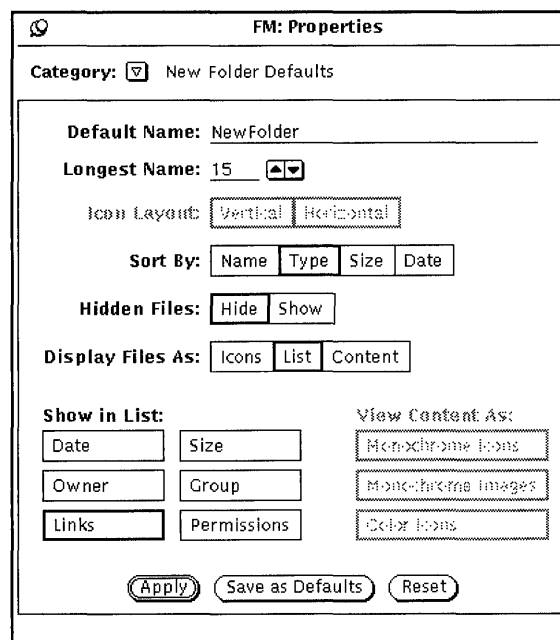 FM: Properties
Category: New Folder Defaults
Default Name: NewFolder
Longest Name: 15
Icon Layout: Vertical Horizontal
Sort By: Name Type Size Date
Hidden Files: Hide Show
Display Files As: Icons List Content
Show in List: View Content As:
Date Size Monochrome Icons
Owner Group Monochrome Images
Links Permissions Color Icons
Apply Save as Defaults Reset